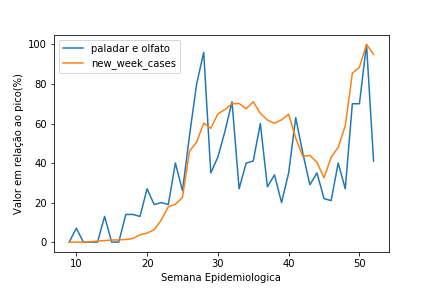 paladar e olfato
new_week_cases
Valor em relação ao pico(%)
100
80
60
40
20
0
10
20
30
40
50
Semana Epidemiologica